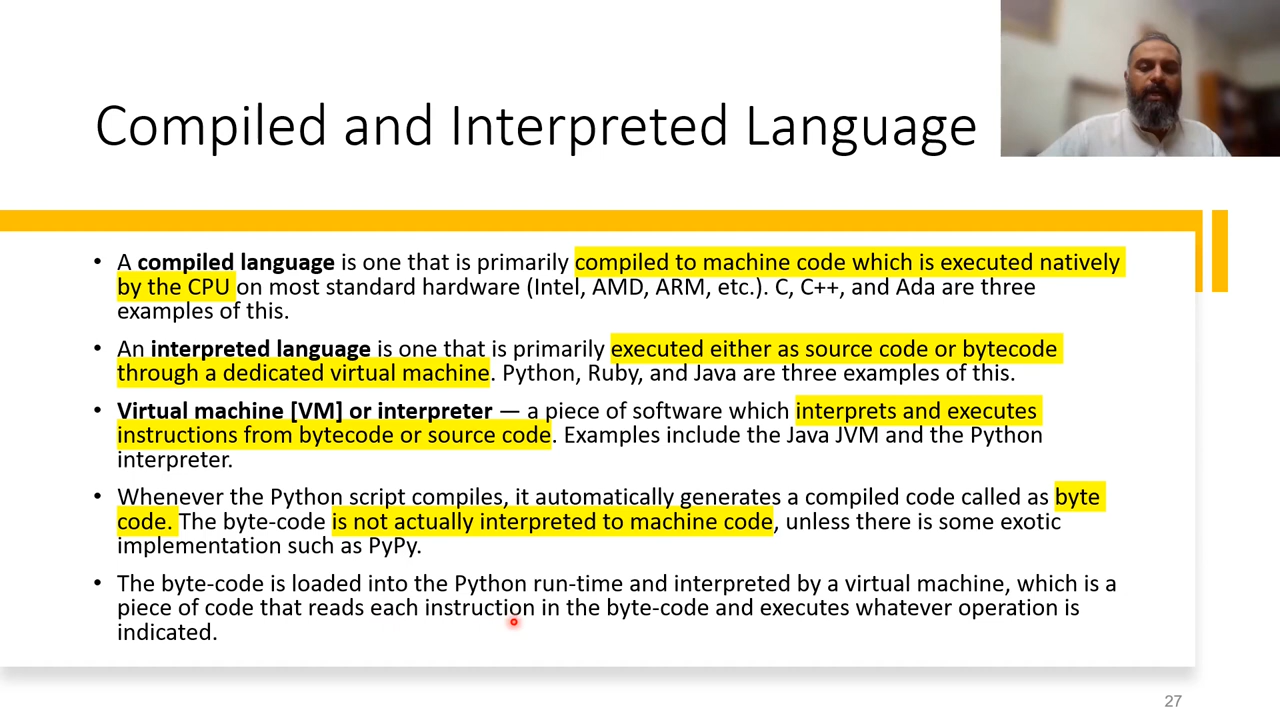 Compiled and Interpreted Language
• A compiled language is one that is primarily compiled to machine code which is executed natively
by the CPU on most standard hardware (Intel, AMD, ARM, etc.). C, C++, and Ada are three
examples of this.
• An interpreted language is one that is primarily executed either as source code or bytecode
through a dedicated virtual machine. Python, Ruby, and Java are three examples of this.
• Virtual machine [VM] or interpreter — a piece of software which interprets and executes
instructions from bytecode or source code. Examples include the Java JVM and the Python
interpreter.
• Whenever the Python script compiles, it automatically generates a compiled code called as byte
code. The byte-code is not actually interpreted to machine code, unless there is some exotic
implementation such as PyPy.
• The byte-code is loaded into the Python run-time and interpreted by a virtual machine, which is a
piece of code that reads each instruction in the byte-code and executes whatever operation is
indicated.
27